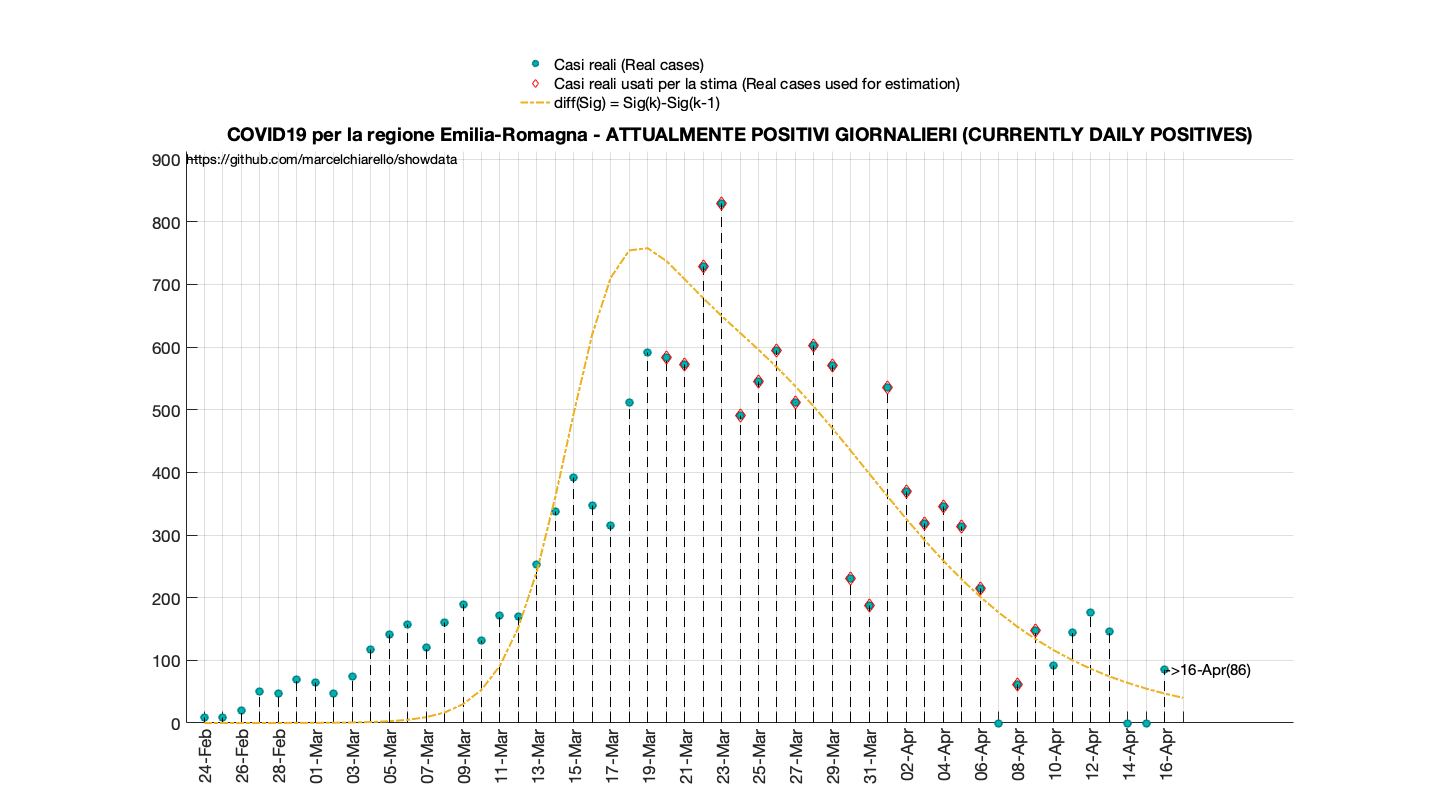 Casi reali (Real cases)
Casi reali usati per la stima (Real cases used for estimation)
diff(Sig) = Sig(k)-Sig(k-1)
COVID19 per la regione Emilia-Romagna - ATTUALMENTE POSITIVI GIORNALIERI (CURRENTLY DAILY POSITIVES)
https://github.com/marcelchiarello/showdata
900
800
700
600
500
400
300
200
100
0
->16-Apr(86)
24-Feb
26-Feb
28-Feb
01-Mar
03-Mar
05-Mar
07-Mar
09-Mar
11-Mar
13-Mar
15-Mar
17-Mar
19-Mar
21-Mar
23-Mar
25-Mar
27-Mar
29-Mar
31-Mar
02-Apr
04-Apr
06-Apr
08-Apr
10-Apr
12-Apr
14-Apr
16-Apr